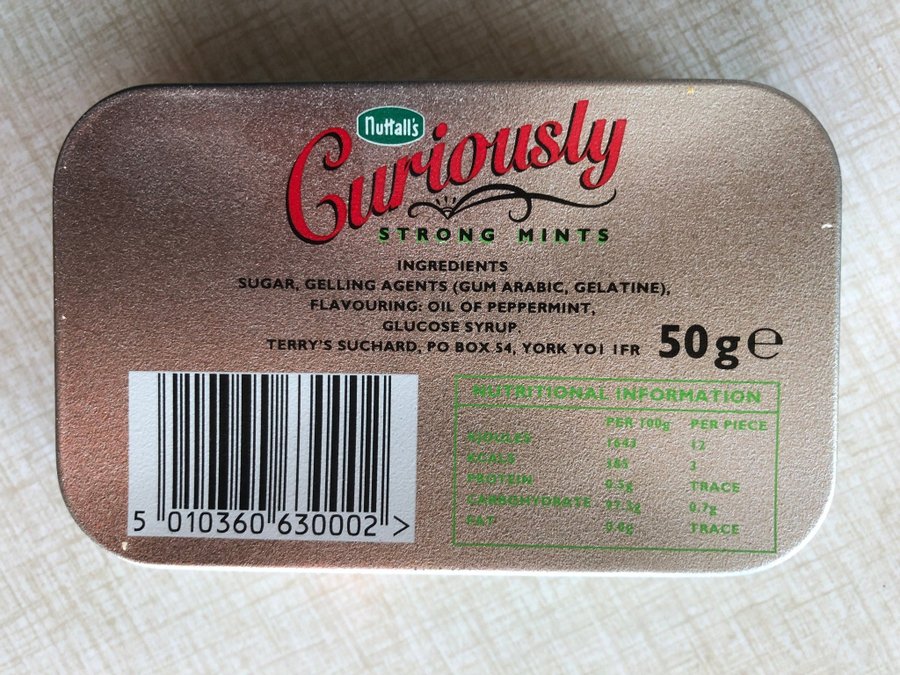 Nuttall's
Curiously
STRONG MINTS
INGREDIENTS
SUGAR, GELLING AGENTS (GUM ARABIC, GELATINE),
FLAVOURING: OIL OF PEPPERMINT,
GLUCOSE SYRUP.
TERRY'S SUCHARD, PO BOX 54, YORK YO1 1FR
50g e
NUTRITIONAL INFORMATION
PER 100g PER PIECE
KJOULES 12
KCALS 3
PROTEIN 0.5g TRACE
CARBOHYDRATE 0.7g
FAT TRACE
5 010360 630002 >